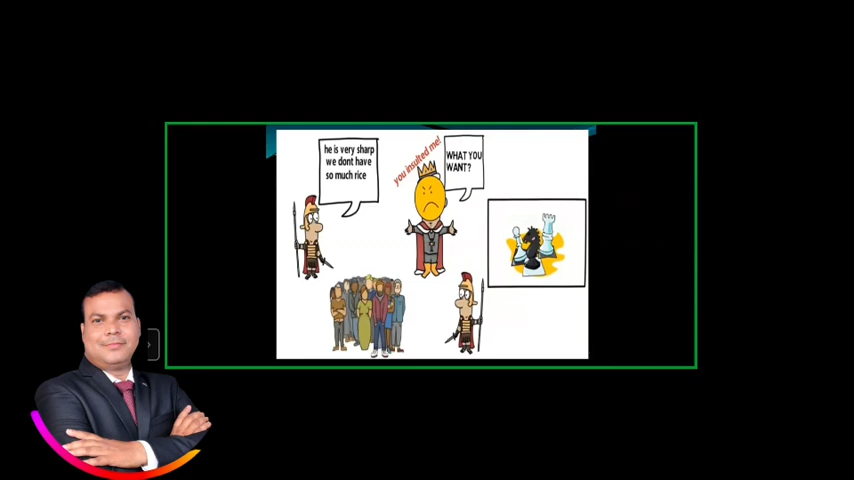 he is very sharp
we dont have
so much rice
you insulted me!
WHAT YOU
WANT?